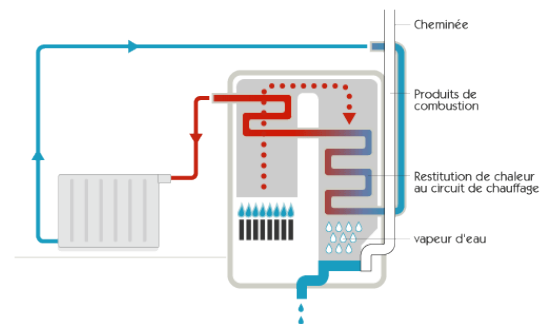 Cheminée
Produits de
combustion
Restitution de chaleur
au circuit de chauffage
vapeur d'eau